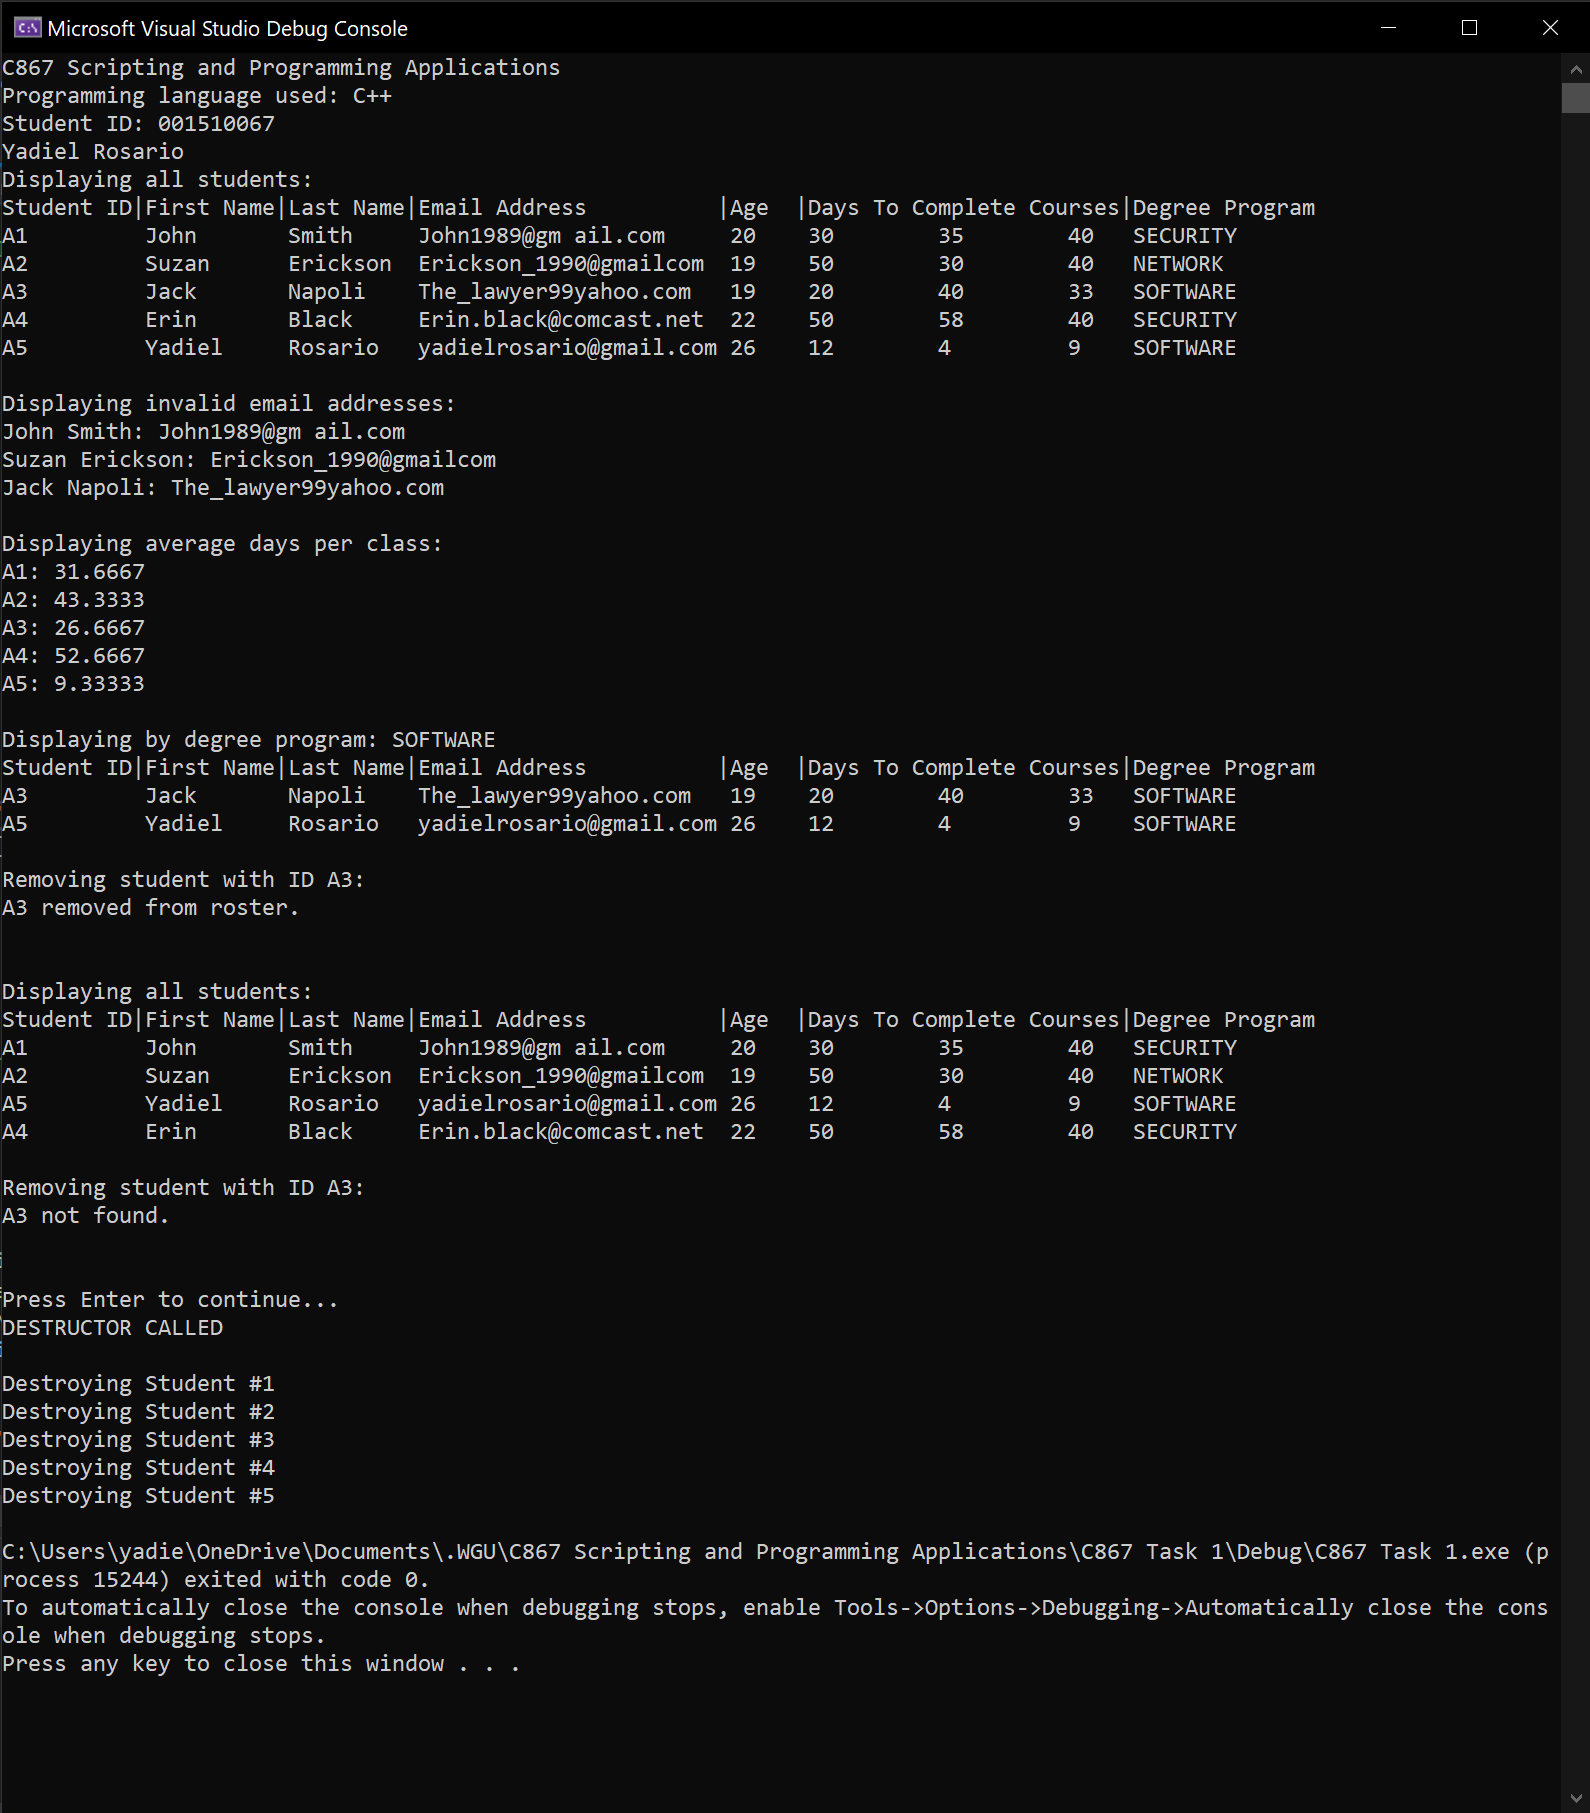 Microsoft Visual Studio Debug Console
C867 Scripting and Programming Applications
Programming language used: C++
Student ID: 001510067
Yadiel Rosario
Displaying all students:
Student ID|First Name|Last Name|Email Address          |Age  |Days To Complete Courses|Degree Program
A1         John       Smith     John1989@gm ail.com     20    30        35        40   SECURITY
A2         Suzan      Erickson  Erickson_1990@gmailcom  19    50        30        40   NETWORK
A3         Jack       Napoli    The_lawyer99yahoo.com   19    20        40        33   SOFTWARE
A4         Erin       Black     Erin.black@comcast.net  22    50        58        40   SECURITY
A5         Yadiel     Rosario   yadielrosario@gmail.com 26    12        4         9    SOFTWARE

Displaying invalid email addresses:
John Smith: John1989@gm ail.com
Suzan Erickson: Erickson_1990@gmailcom
Jack Napoli: The_lawyer99yahoo.com

Displaying average days per class:
A1: 31.6667
A2: 43.3333
A3: 26.6667
A4: 52.6667
A5: 9.33333

Displaying by degree program: SOFTWARE
Student ID|First Name|Last Name|Email Address          |Age  |Days To Complete Courses|Degree Program
A3         Jack       Napoli    The_lawyer99yahoo.com   19    20        40        33   SOFTWARE
A5         Yadiel     Rosario   yadielrosario@gmail.com 26    12        4         9    SOFTWARE

Removing student with ID A3:
A3 removed from roster.

Displaying all students:
Student ID|First Name|Last Name|Email Address          |Age  |Days To Complete Courses|Degree Program
A1         John       Smith     John1989@gm ail.com     20    30        35        40   SECURITY
A2         Suzan      Erickson  Erickson_1990@gmailcom  19    50        30        40   NETWORK
A5         Yadiel     Rosario   yadielrosario@gmail.com 26    12        4         9    SOFTWARE
A4         Erin       Black     Erin.black@comcast.net  22    50        58        40   SECURITY

Removing student with ID A3:
A3 not found.

Press Enter to continue...
DESTRUCTOR CALLED

Destroying Student #1
Destroying Student #2
Destroying Student #3
Destroying Student #4
Destroying Student #5

C:\Users\yadie\OneDrive\Documents\.WGU\C867 Scripting and Programming Applications\C867 Task 1\Debug\C867 Task 1.exe (p
rocess 15244) exited with code 0.
To automatically close the console when debugging stops, enable Tools->Options->Debugging->Automatically close the cons
ole when debugging stops.
Press any key to close this window . . .